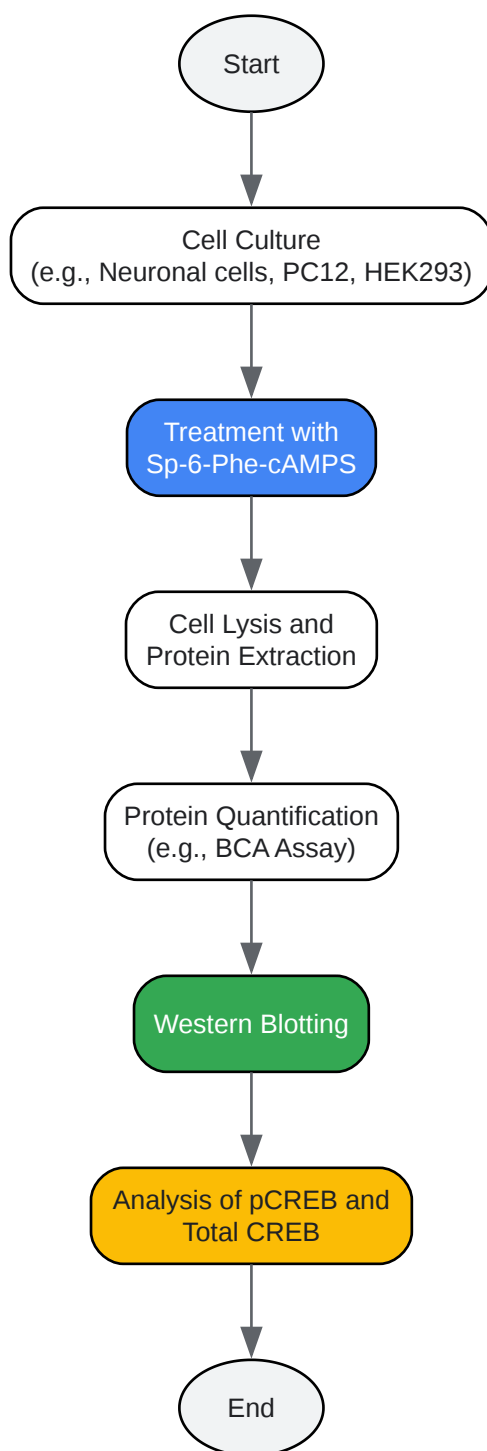 Start
Cell Culture
(e.g., Neuronal cells, PC12, HEK293)
Treatment with
Sp-6-Phe-cAMPS
Cell Lysis and
Protein Extraction
Protein Quantification
(e.g., BCA Assay)
Western Blotting
Analysis of pCREB and
Total CREB
End